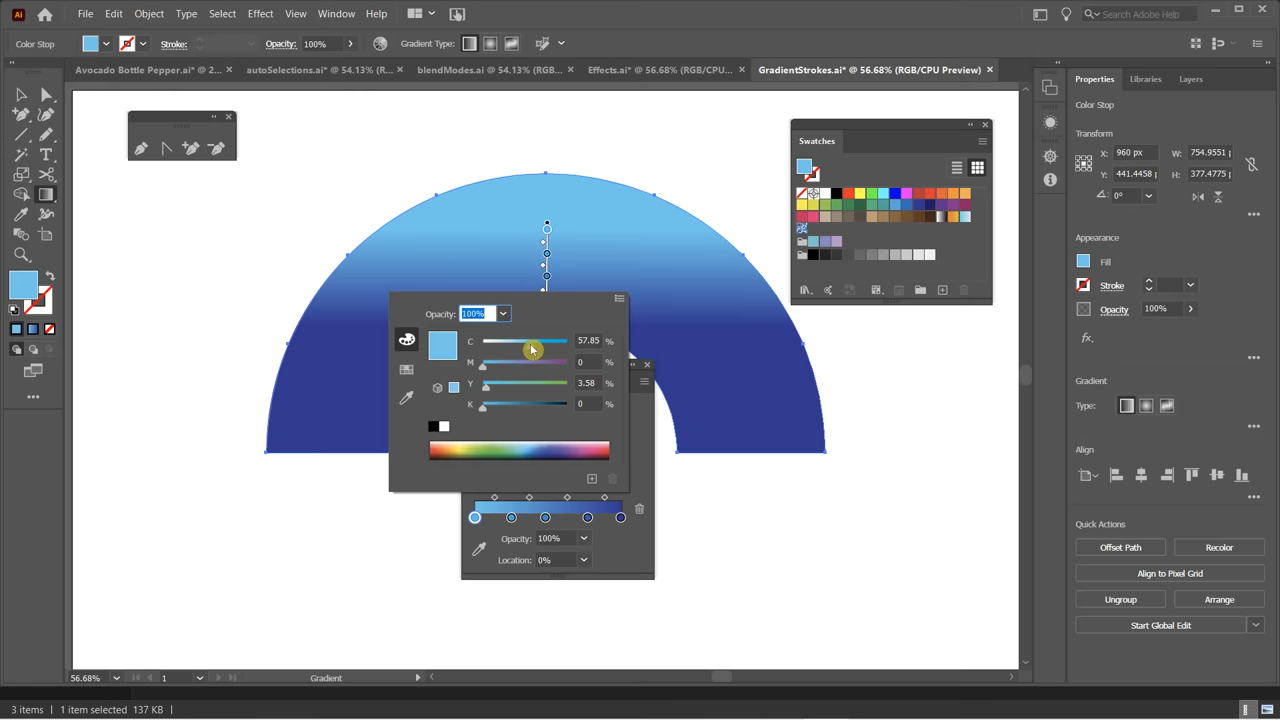 Ai File Edit Object Type Select Effect View Window Help Search Adobe Help
Color Stop Stroke: Opacity: 100% Gradient Type:
Avocado Bottle Pepper.ai* @ 2... × autoSelections.ai* @ 54.13% (R... × blendModes.ai @ 54.13% (RGB... × Effects.ai* @ 56.68% (RGB/CPU... × GradientStrokes.ai* @ 56.68% (RGB/CPU Preview) ×
Properties Libraries Layers
Color Stop
Transform
X: 960 px W: 754.9551
Y: 441.4458 H: 377.4775
0°
Appearance
Fill
Stroke
Opacity 100%
fx.
Gradient
Type:
Align
Quick Actions
Offset Path Recolor
Align to Pixel Grid
Ungroup Arrange
Start Global Edit
Swatches
Opacity: 100%
C 57.85 %
M 0 %
Y 3.58 %
K 0 %
Opacity: 100%
Location: 0%
56.68% 1 Gradient
3 items 1 item selected 137 KB